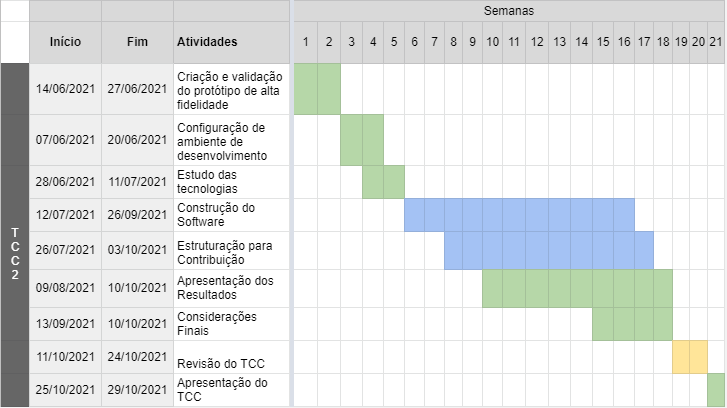 Semanas
Início Fim Atividades 1 2 3 4 5 6 7 8 9 10 11 12 13 14 15 16 17 18 19 20 21
TCC2
14/06/2021 27/06/2021 Criação e validação
do protótipo de alta
fidelidade
07/06/2021 20/06/2021 Configuração de
ambiente de
desenvolvimento
28/06/2021 11/07/2021 Estudo das
tecnologias
12/07/2021 26/09/2021 Construção do
Software
26/07/2021 03/10/2021 Estruturação para
Contribuição
09/08/2021 10/10/2021 Apresentação dos
Resultados
13/09/2021 10/10/2021 Considerações
Finais
11/10/2021 24/10/2021 Revisão do TCC
25/10/2021 29/10/2021 Apresentação do
TCC